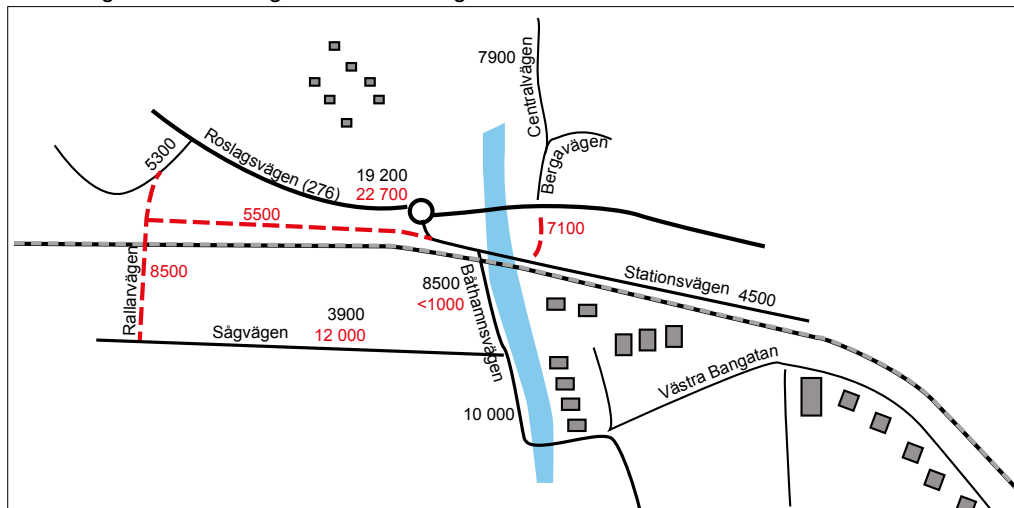 7900
Centralvägen
Bergavägen
5300
Roslagsvägen (276)
19 200
22 700
5500
7100
Rallarvägen
8500
8500
<1000
Båthamnsvägen
Stationsvägen 4500
3900
Sågvägen
12 000
Västra Bangatan
10 000